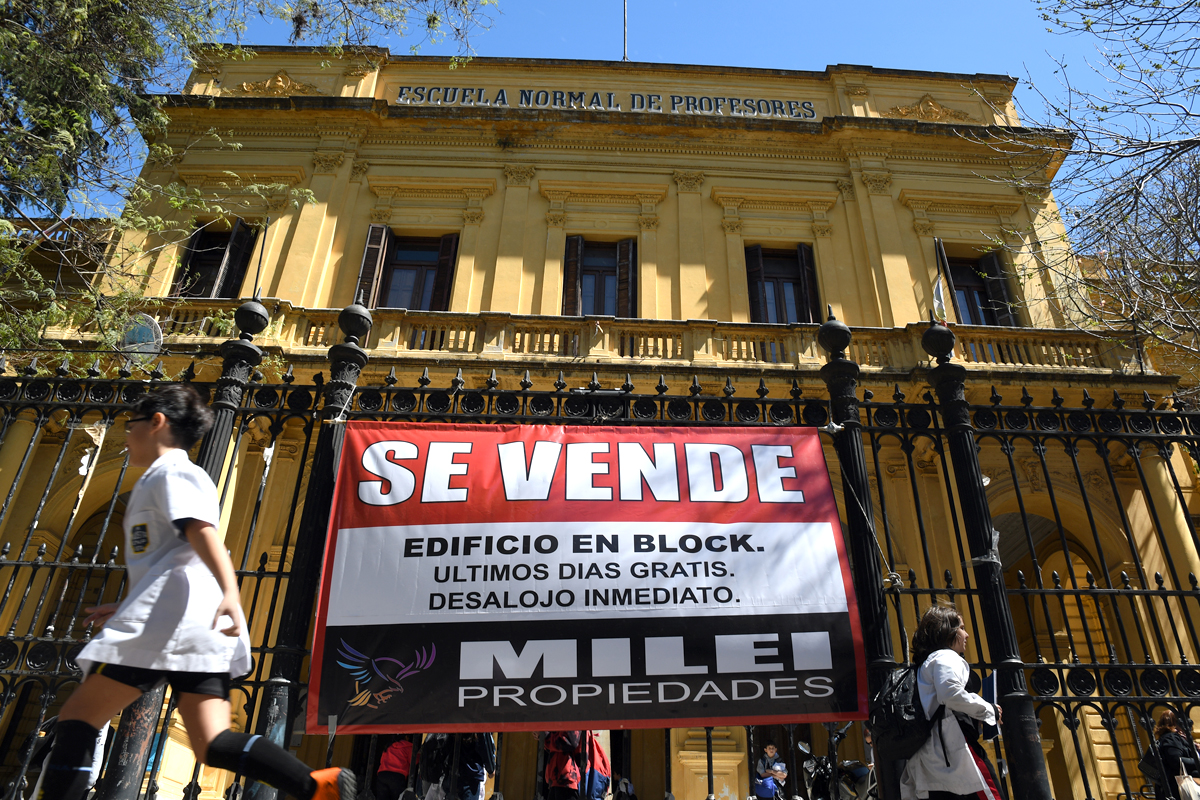 ESCUELA NORMAL DE PROFESORES
SE VENDE
EDIFICIO EN BLOCK.
ULTIMOS DIAS GRATIS.
DESALOJO INMEDIATO.
MILEI
PROPIEDADES